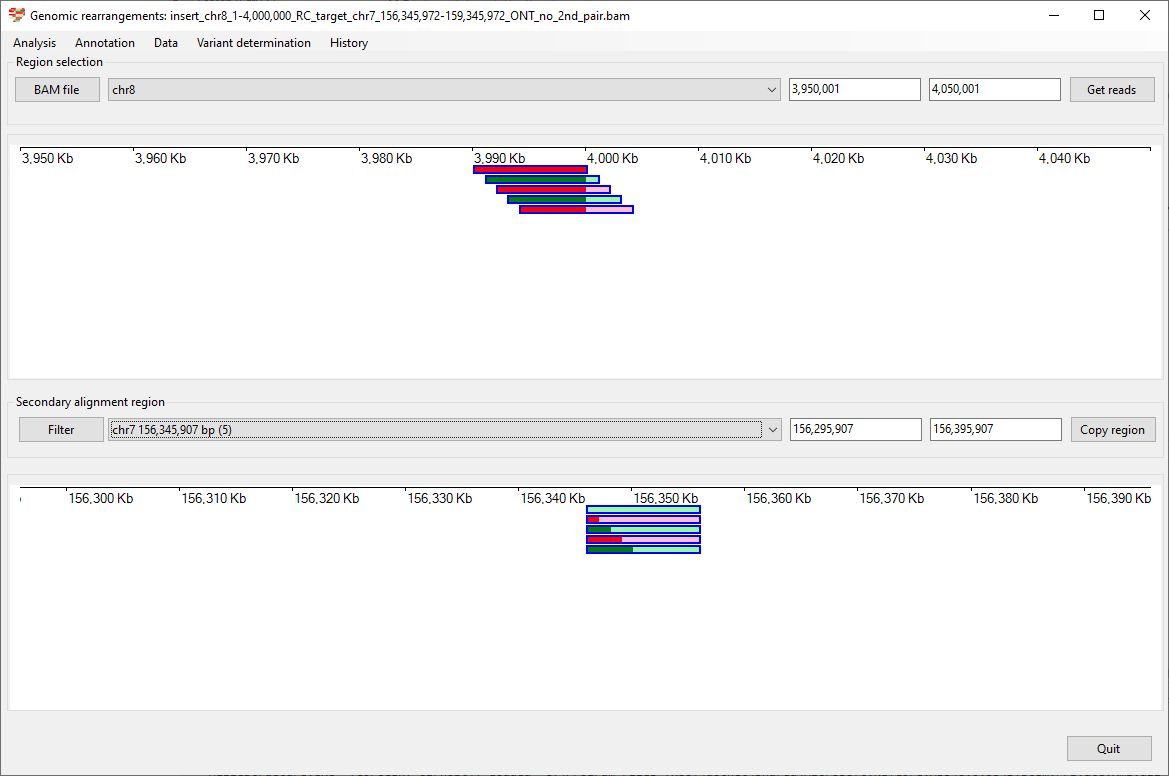 Genomic rearrangements: insert_chr8_1-4,000,000_RC_target_chr7_156,345,972-159,345,972_ONT_no_2nd_pair.bam
Analysis Annotation Data Variant determination History
Region selection
BAM file chr8 3,950,001 4,050,001 Get reads
3,950 Kb 3,960 Kb 3,970 Kb 3,980 Kb 3,990 Kb 4,000 Kb 4,010 Kb 4,020 Kb 4,030 Kb 4,040 Kb
Secondary alignment region
Filter chr7 156,345,907 bp (5) 156,295,907 156,395,907 Copy region
156,300 Kb 156,310 Kb 156,320 Kb 156,330 Kb 156,340 Kb 156,350 Kb 156,360 Kb 156,370 Kb 156,380 Kb 156,390 Kb
Quit